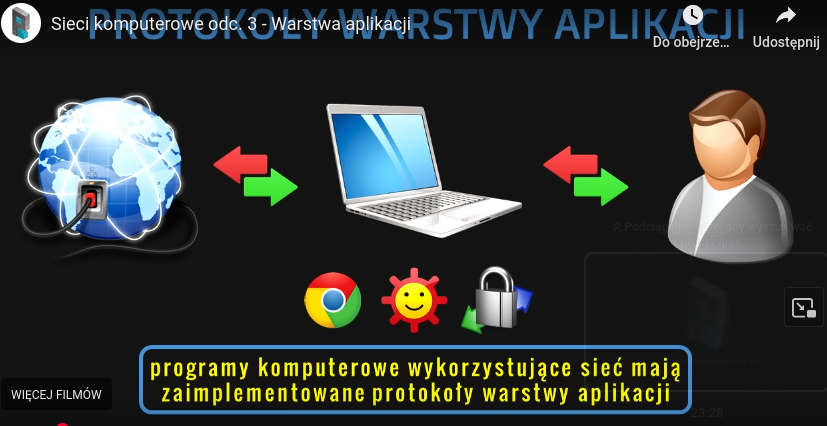 PROTOKOŁY WARSTWY APLIKACJI
Sieci komputerowe odc. 3 - Warstwa aplikacji
Do obejrze...
Udostępnij
programy komputerowe wykorzystujące sieć mają
zaimplementowane protokoły warstwy aplikacji
WIĘCEJ FILMÓW
23:28